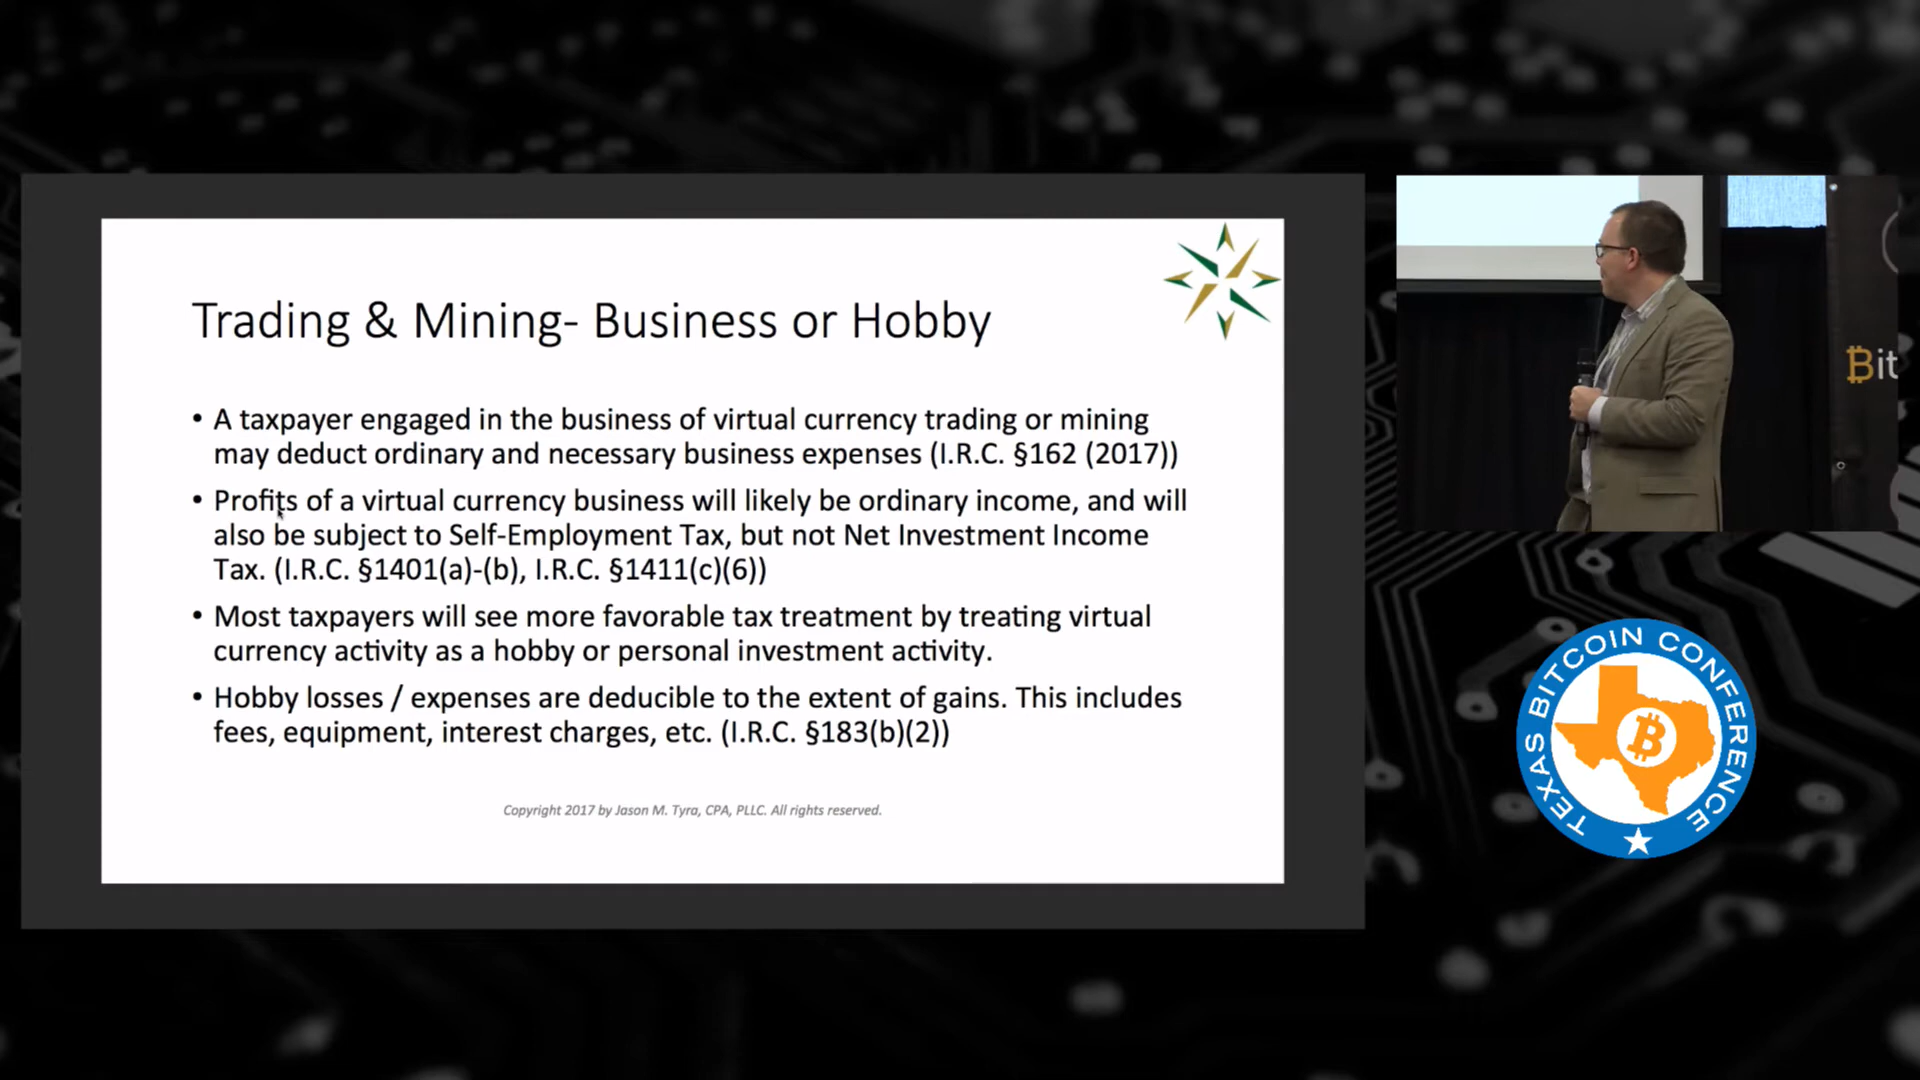 Trading & Mining- Business or Hobby
• A taxpayer engaged in the business of virtual currency trading or mining
may deduct ordinary and necessary business expenses (I.R.C. §162 (2017))
• Profits of a virtual currency business will likely be ordinary income, and will
also be subject to Self-Employment Tax, but not Net Investment Income
Tax. (I.R.C. §1401(a)-(b), I.R.C. §1411(c)(6))
• Most taxpayers will see more favorable tax treatment by treating virtual
currency activity as a hobby or personal investment activity.
• Hobby losses / expenses are deducible to the extent of gains. This includes
fees, equipment, interest charges, etc. (I.R.C. §183(b)(2))
Copyright 2017 by Jason M. Tyra, CPA, PLLC. All rights reserved.
Bit
TEXAS BITCOIN CONFERENCE